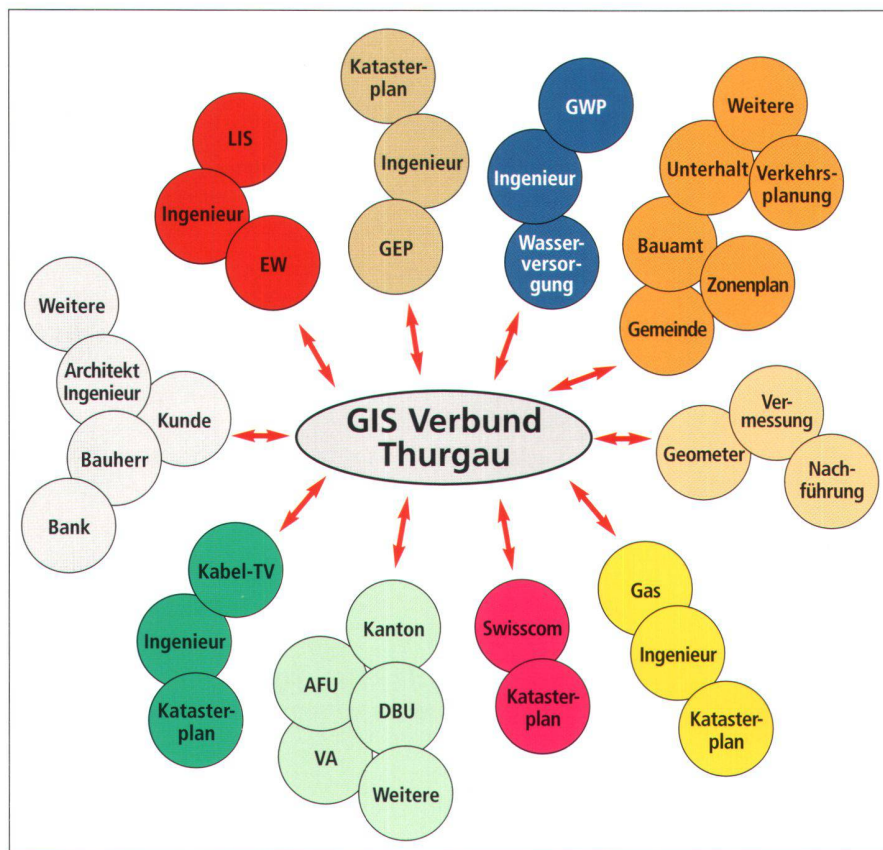 LIS
Ingenieur
EW
Kataster-
plan
Ingenieur
GEP
GWP
Ingenieur
Wasser-
versor-
gung
Weitere
Unterhalt
Verkehrs-
planung
Bauamt
Zonenplan
Gemeinde
Weitere
Architekt
Ingenieur
Kunde
Bauherr
Bank
GIS Verbund
Thurgau
Ver-
messung
Geometer
Nach-
führung
Kabel-TV
Ingenieur
Kataster-
plan
Kanton
AFU
DBU
VA
Weitere
Swisscom
Kataster-
plan
Gas
Ingenieur
Kataster-
plan